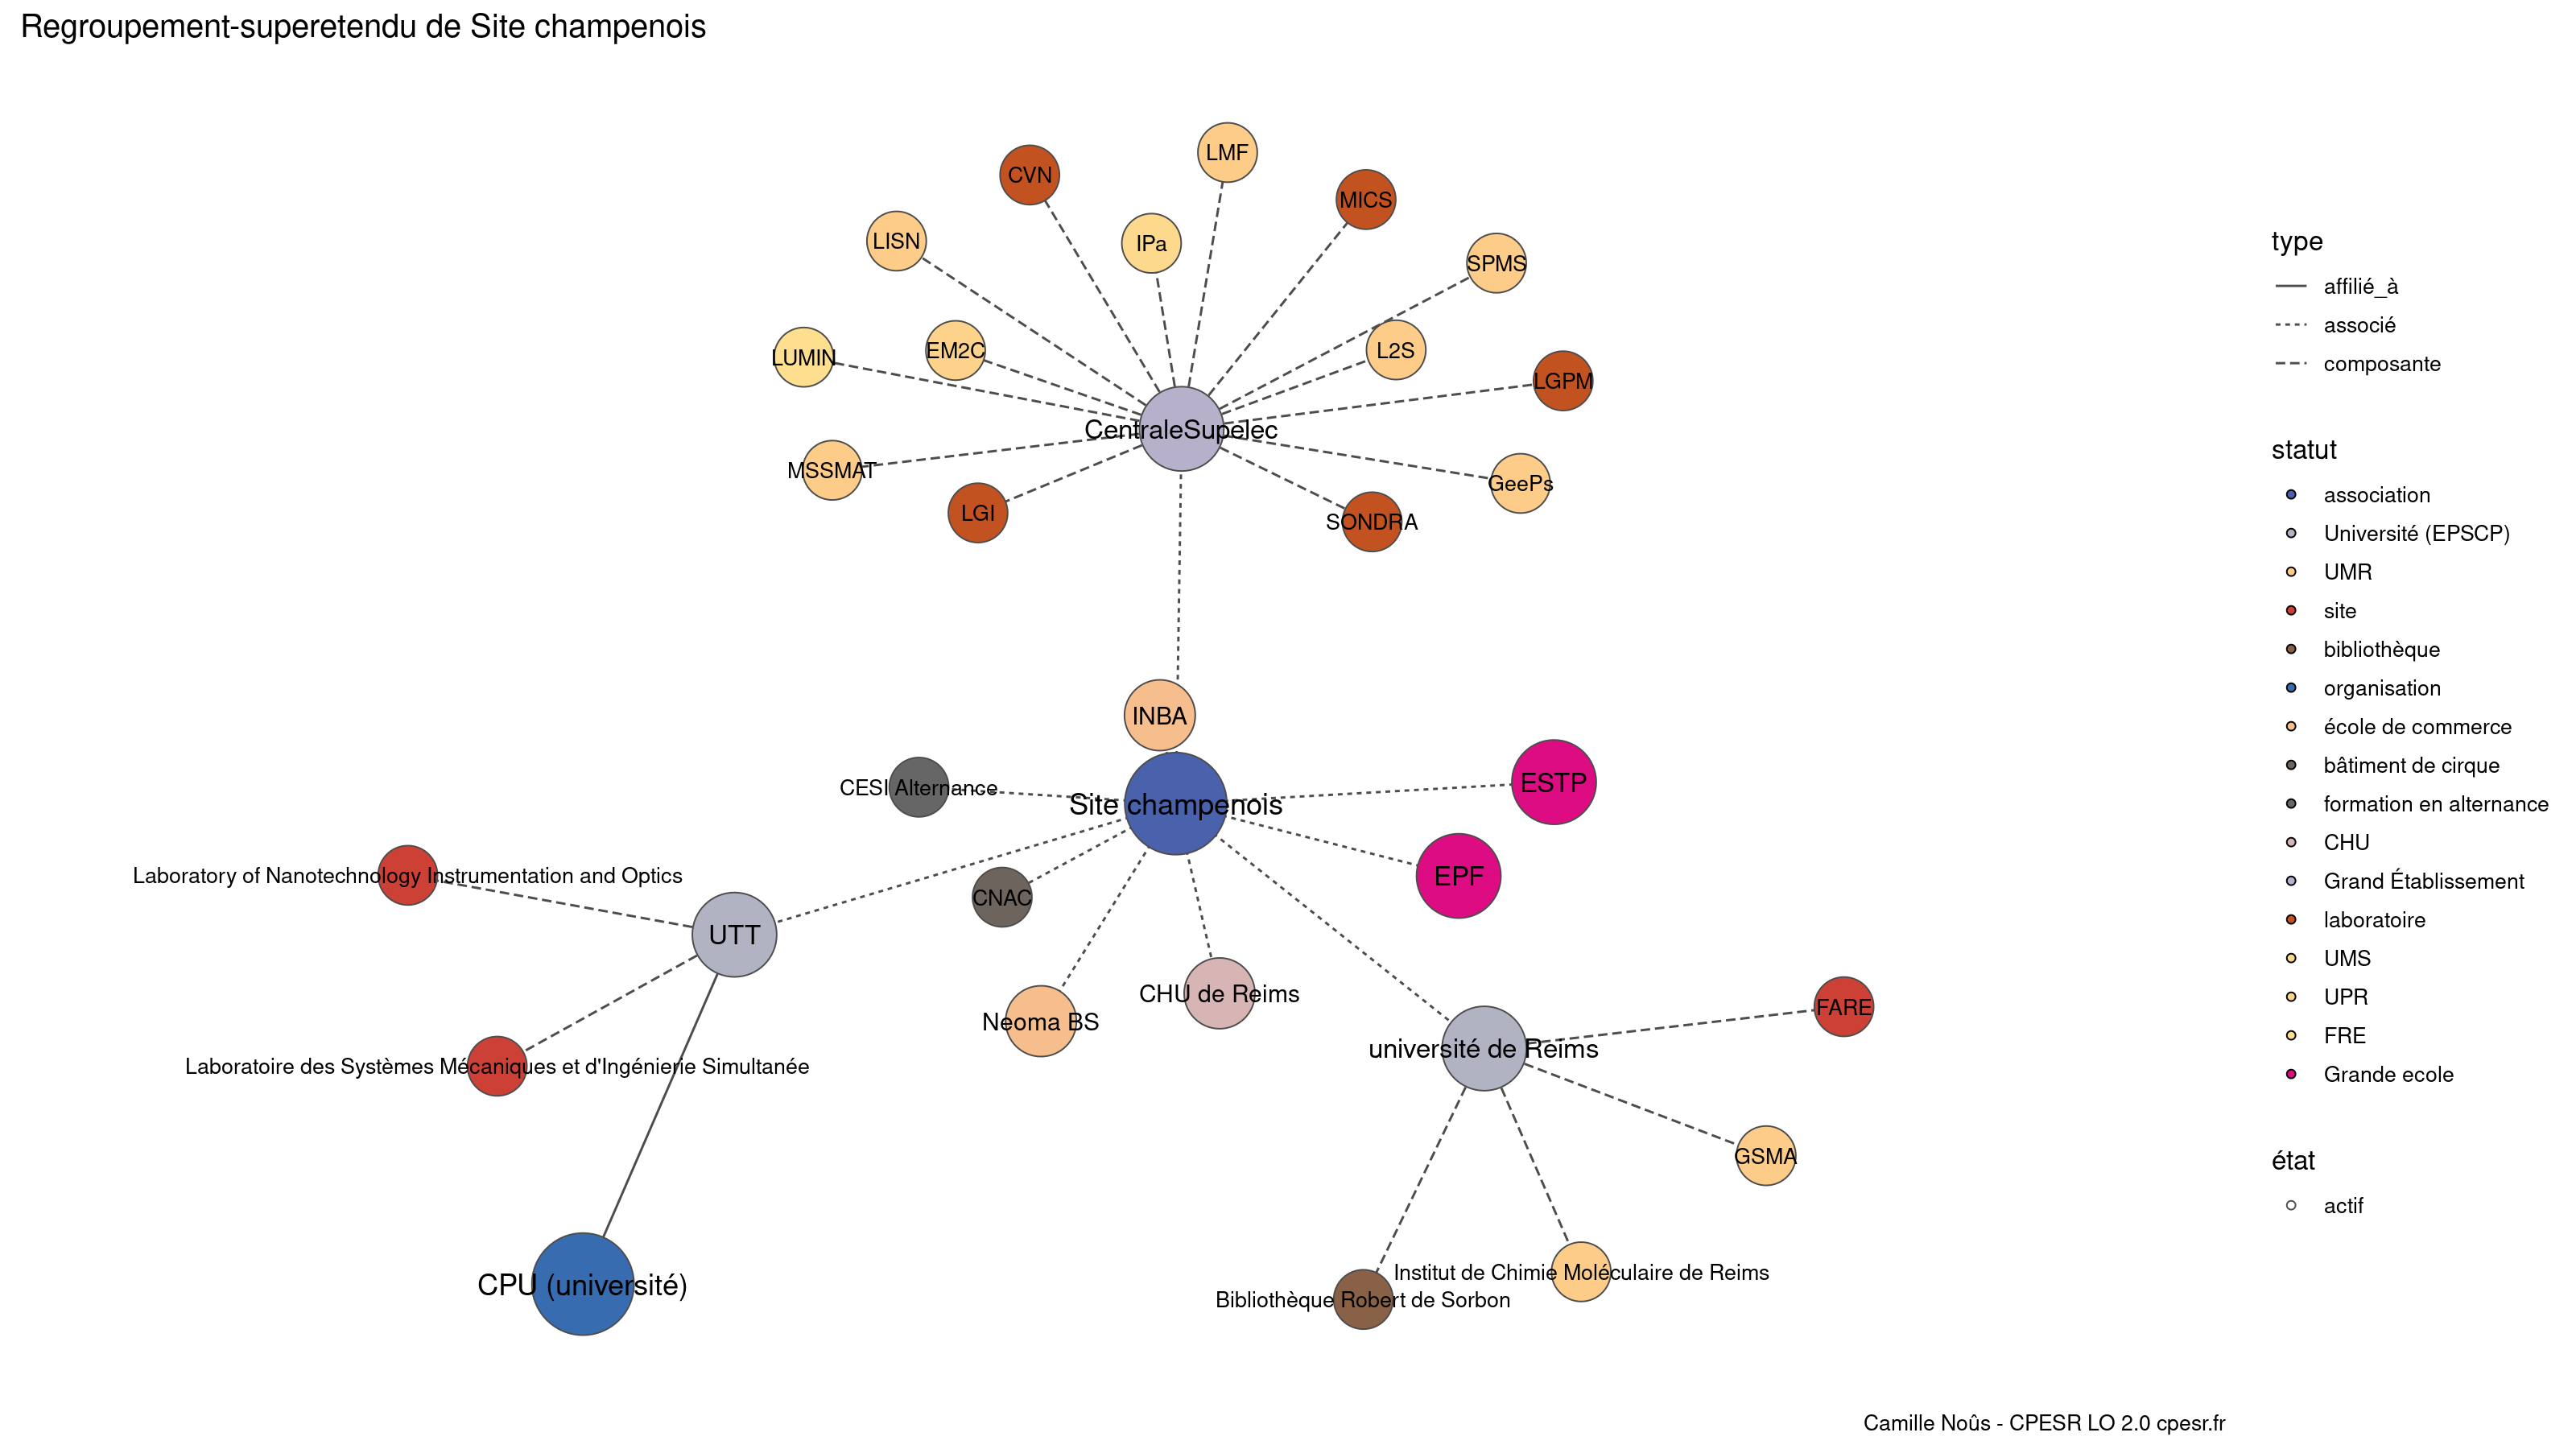 Regroupement-superetendu de Site champenois
LMF
CVN
MICS
LISN
IPa
SPMS
LUMIN
EM2C
L2S
LGPM
CentraleSupelec
MSSMAT
GeePs
LGI
SONDRA
INBA
CESI Alternance
ESTP
Site champenois
EPF
Laboratory of Nanotechnology Instrumentation and Optics
CNAC
UTT
CHU de Reims
Neoma BS
FARE
université de Reims
Laboratoire des Systèmes Mécaniques et d'Ingénierie Simultanée
GSMA
CPU (université)
Institut de Chimie Moléculaire de Reims
Bibliothèque Robert de Sorbon
type
affilié_à
associé
composante
statut
association
Université (EPSCP)
UMR
site
bibliothèque
organisation
école de commerce
bâtiment de cirque
formation en alternance
CHU
Grand Établissement
laboratoire
UMS
UPR
FRE
Grande ecole
état
actif
Camille Noûs - CPESR LO 2.0 cpesr.fr